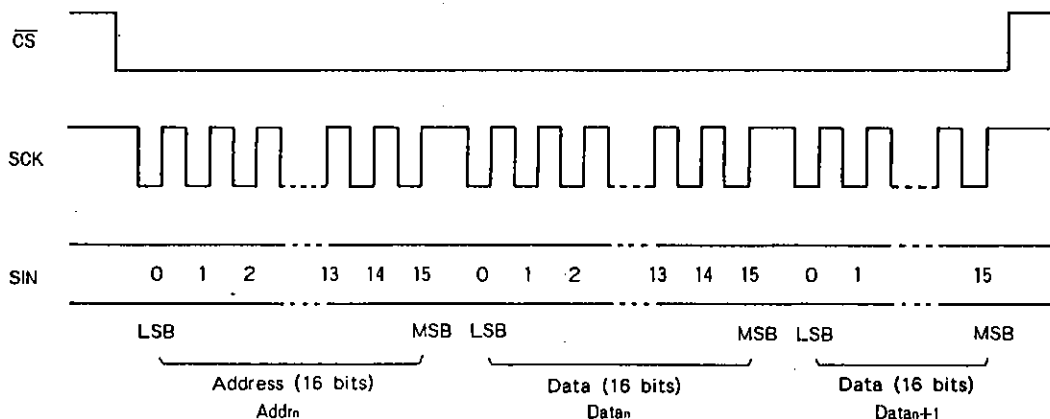 CS
SCK
SIN 0 1 2 13 14 15 0 1 2 13 14 15 0 1 15
LSB MSB LSB MSB LSB MSB
Address (16 bits) Data (16 bits) Data (16 bits)
Addrn Datan Datan+1